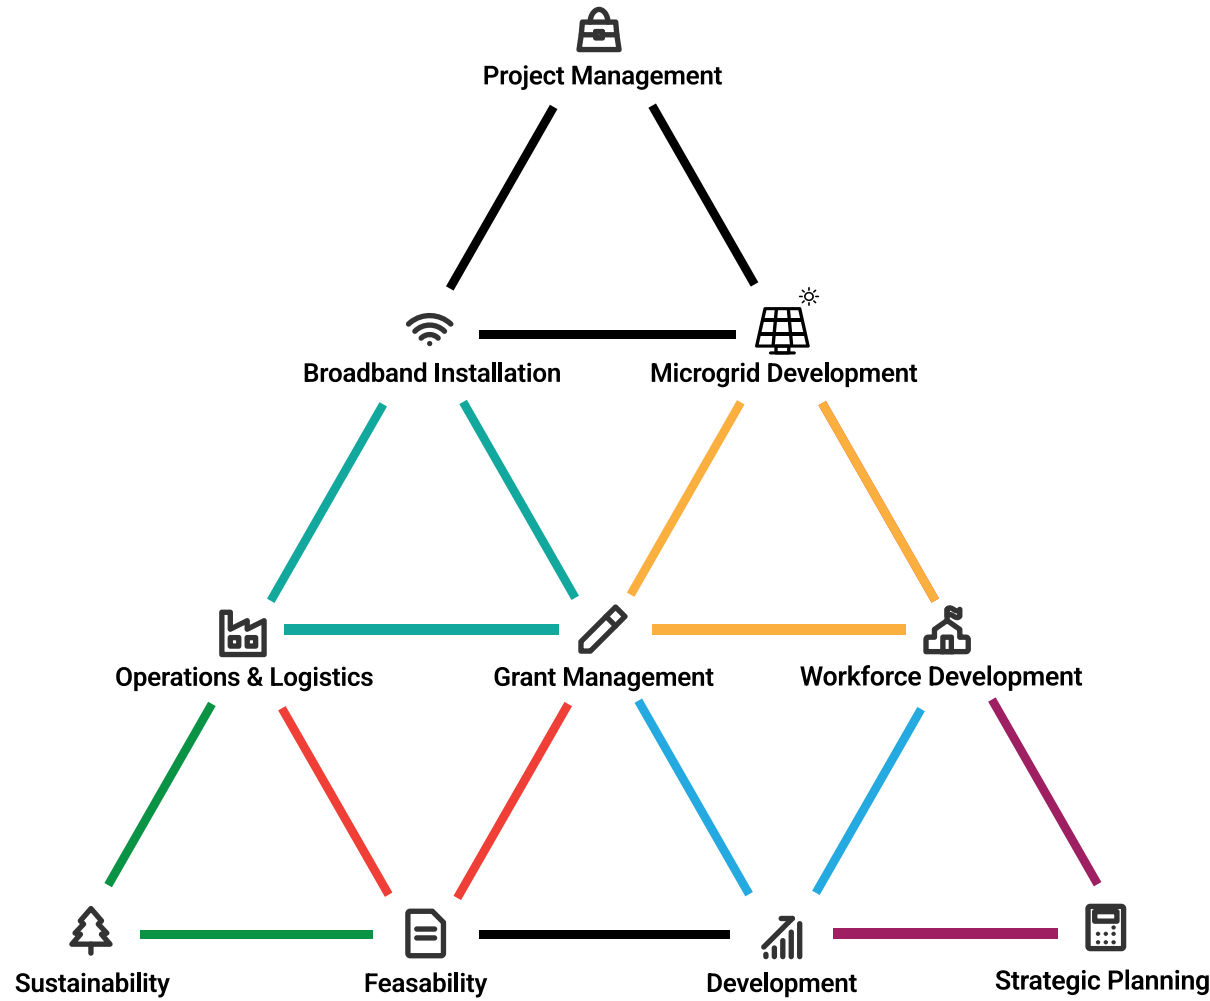 Project Management
Broadband Installation
Microgrid Development
Operations & Logistics
Grant Management
Workforce Development
Sustainability
Feasability
Development
Strategic Planning